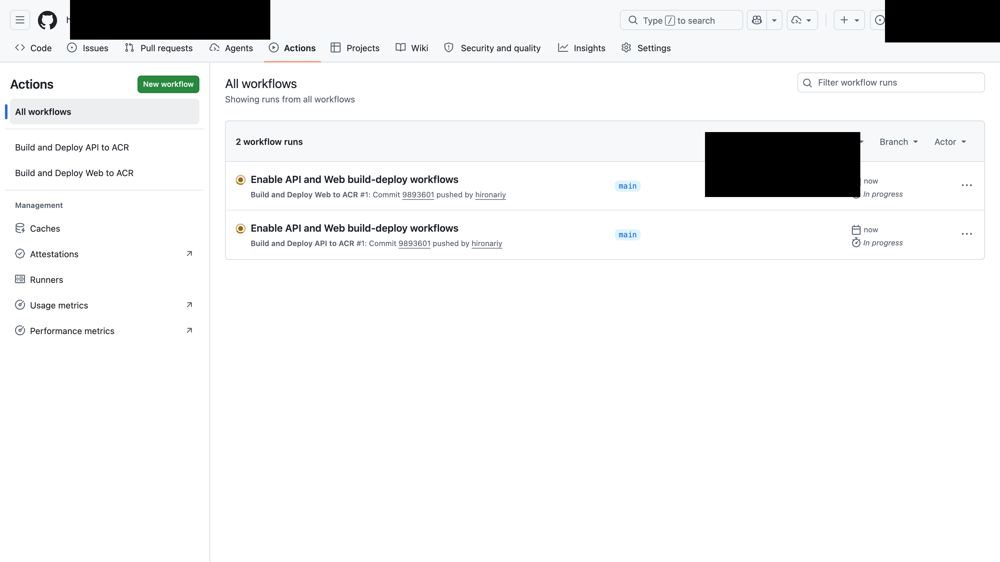 Type / to search
Code
Issues
Pull requests
Agents
Actions
Projects
Wiki
Security and quality
Insights
Settings
Actions
New workflow
All workflows
Build and Deploy API to ACR
Build and Deploy Web to ACR
Management
Caches
Attestations
Runners
Usage metrics
Performance metrics
All workflows
Showing runs from all workflows
Filter workflow runs
2 workflow runs
Branch
Actor
Enable API and Web build-deploy workflows
Build and Deploy Web to ACR #1: Commit 9893601 pushed by hironariy
main
now
In progress
Enable API and Web build-deploy workflows
Build and Deploy API to ACR #1: Commit 9893601 pushed by hironariy
main
now
In progress